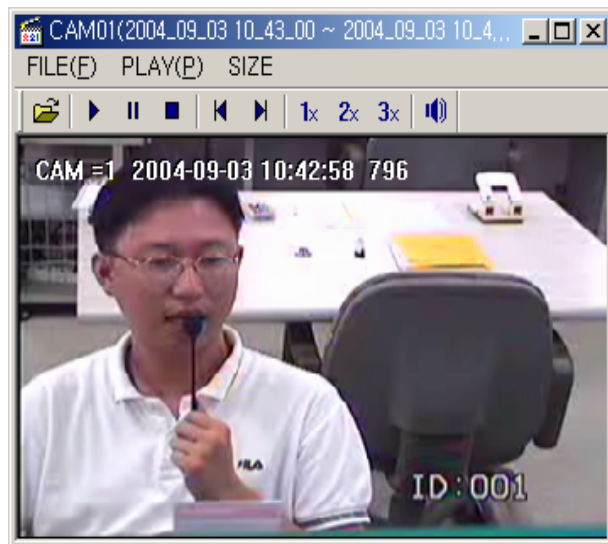 CAM01(2004_09_03 10_43_00 ~ 2004_09_03 10_4...
FILE(F) PLAY(P) SIZE
1x 2x 3x
CAM =1 2004-09-03 10:42:58 796
FILA
ID:001